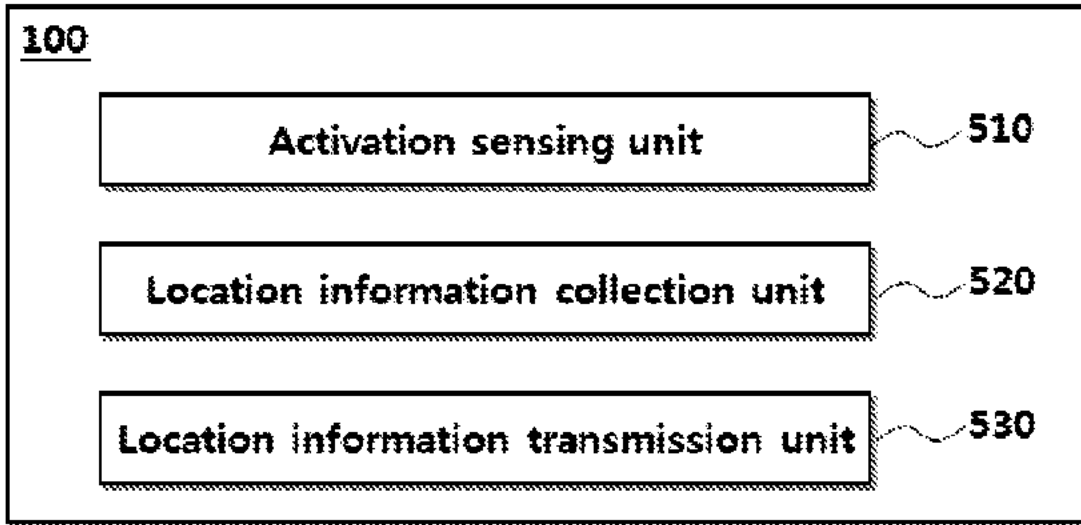 100
Activation sensing unit 510
Location information collection unit 520
Location information transmission unit 530